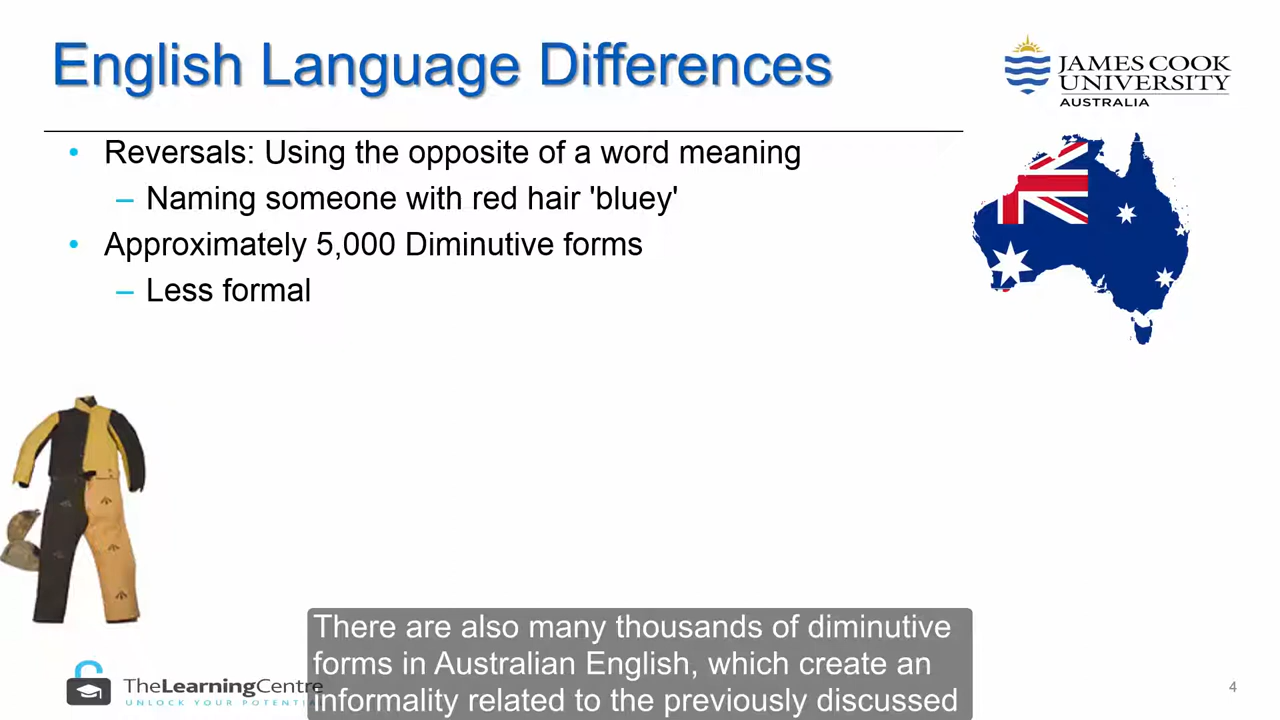 English Language Differences
JAMES COOK
UNIVERSITY
AUSTRALIA
• Reversals: Using the opposite of a word meaning
– Naming someone with red hair 'bluey'
• Approximately 5,000 Diminutive forms
– Less formal
There are also many thousands of diminutive
forms in Australian English, which create an
informality related to the previously discussed
TheLearningCentre
UNLOCK YOUR POTENTI
4